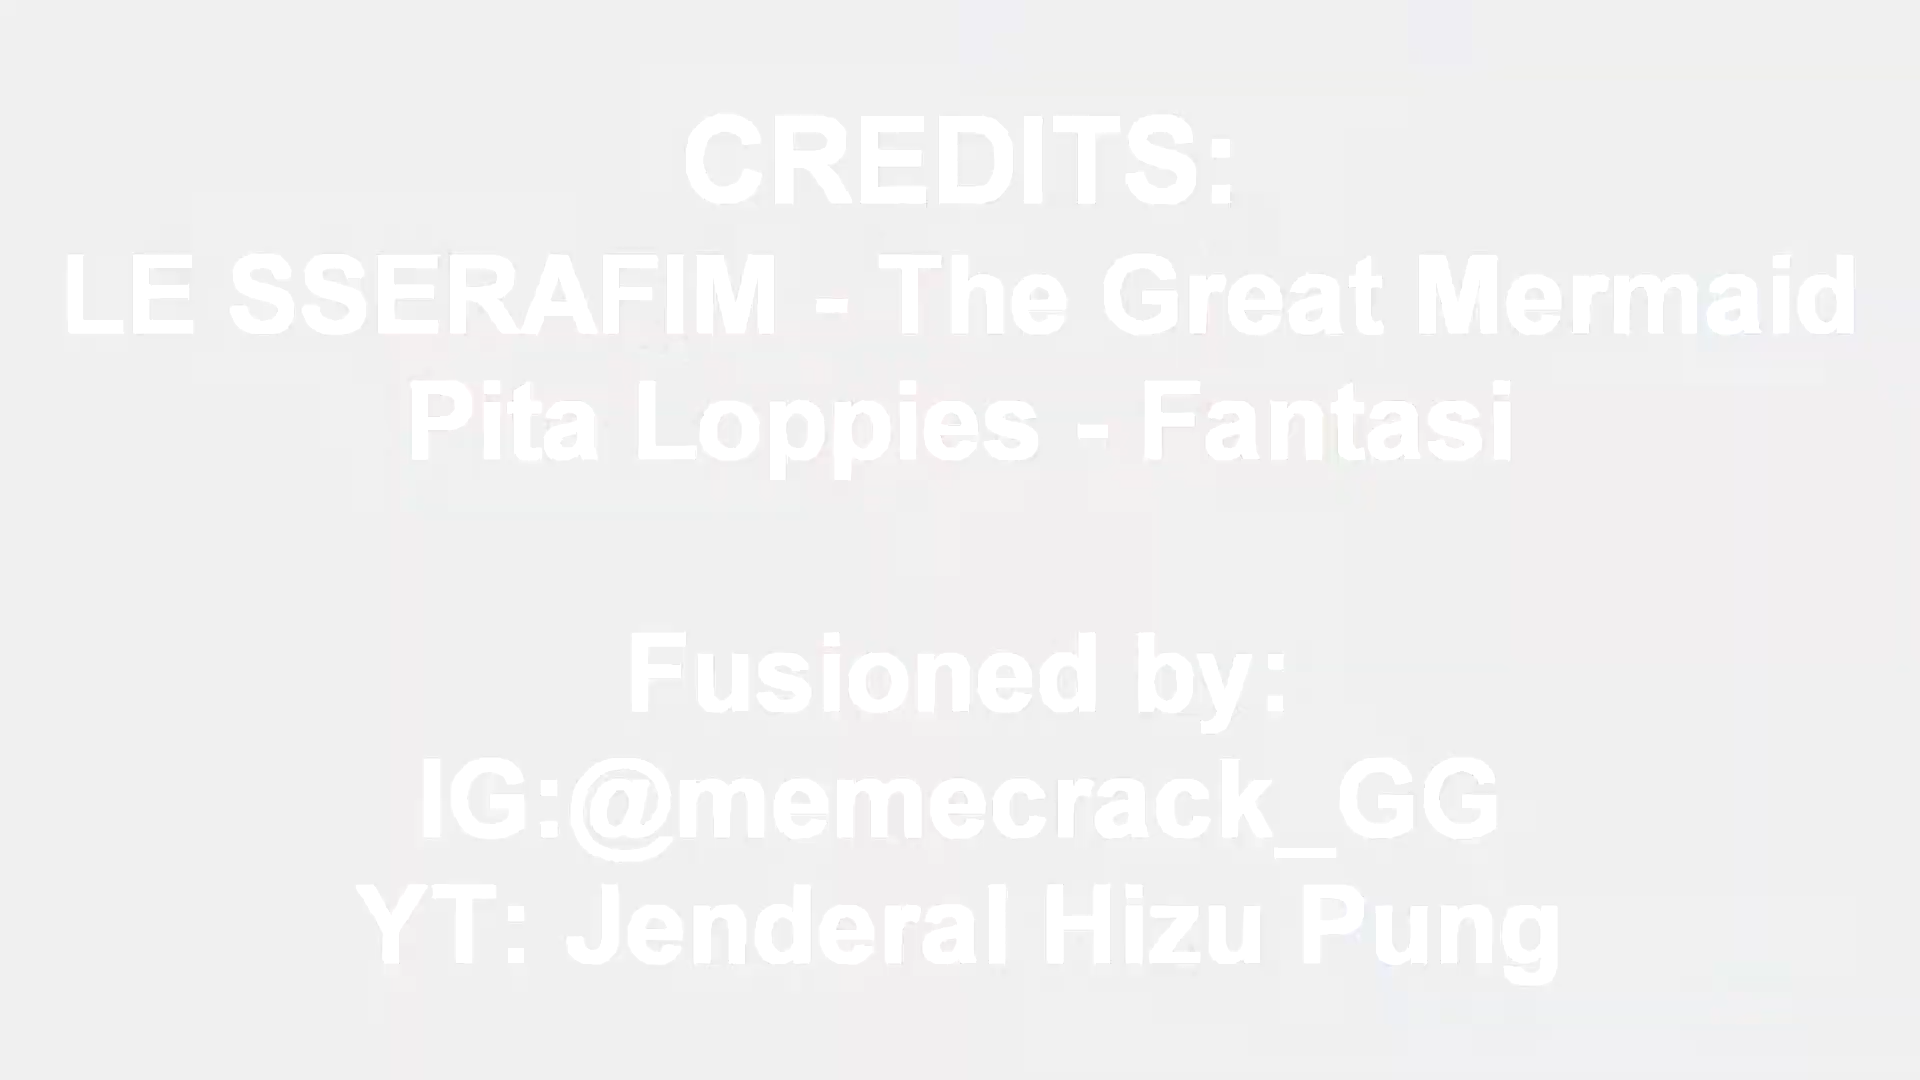 CREDITS:
LE SSERAFIM - The Great Mermaid
Pita Loppies - Fantasi
Fusioned by:
IG:@memecrack_GG
YT: Jenderal Hizu Pung